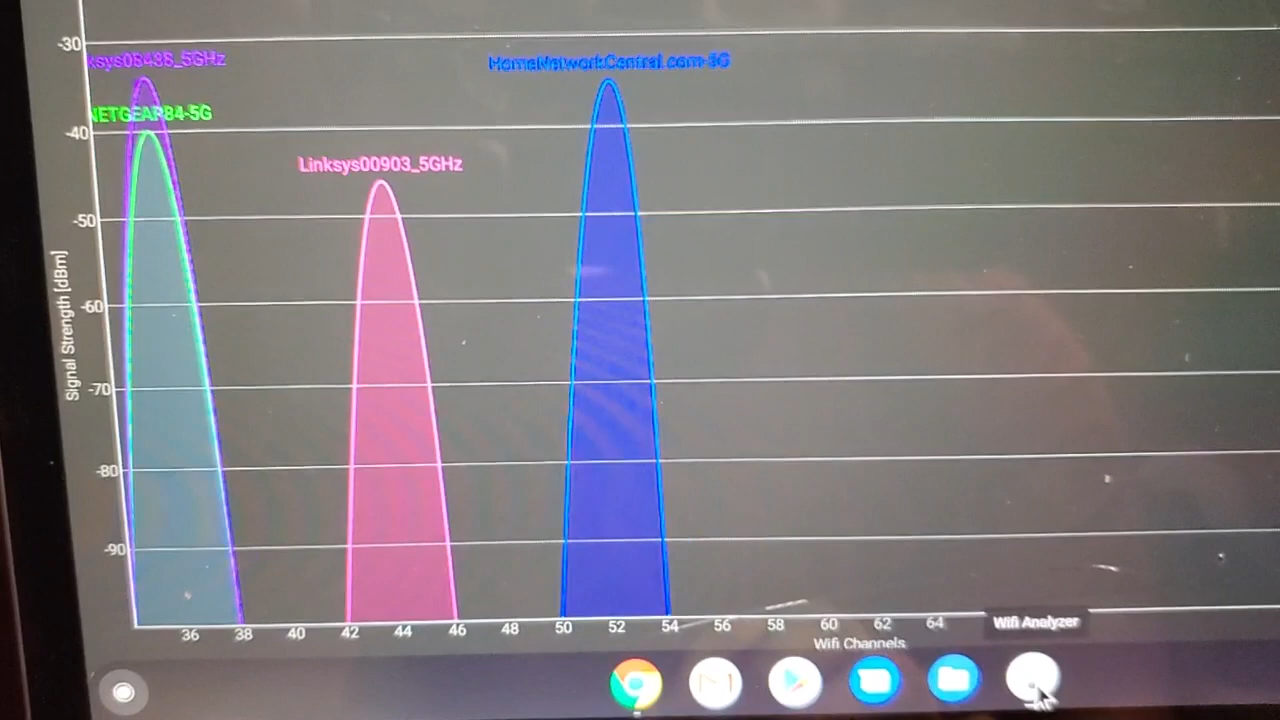 -30
ksys08438_5GHz
HomeNetworkCentral.com-5G
NETGEAR84-5G
-40
Linksys00903_5GHz
-50
Signal Strength [dBm]
-60
-70
-80
-90
36 38 40 42 44 46 48 50 52 54 56 58 60 62 64
Wifi Analyzer
Wifi Channels